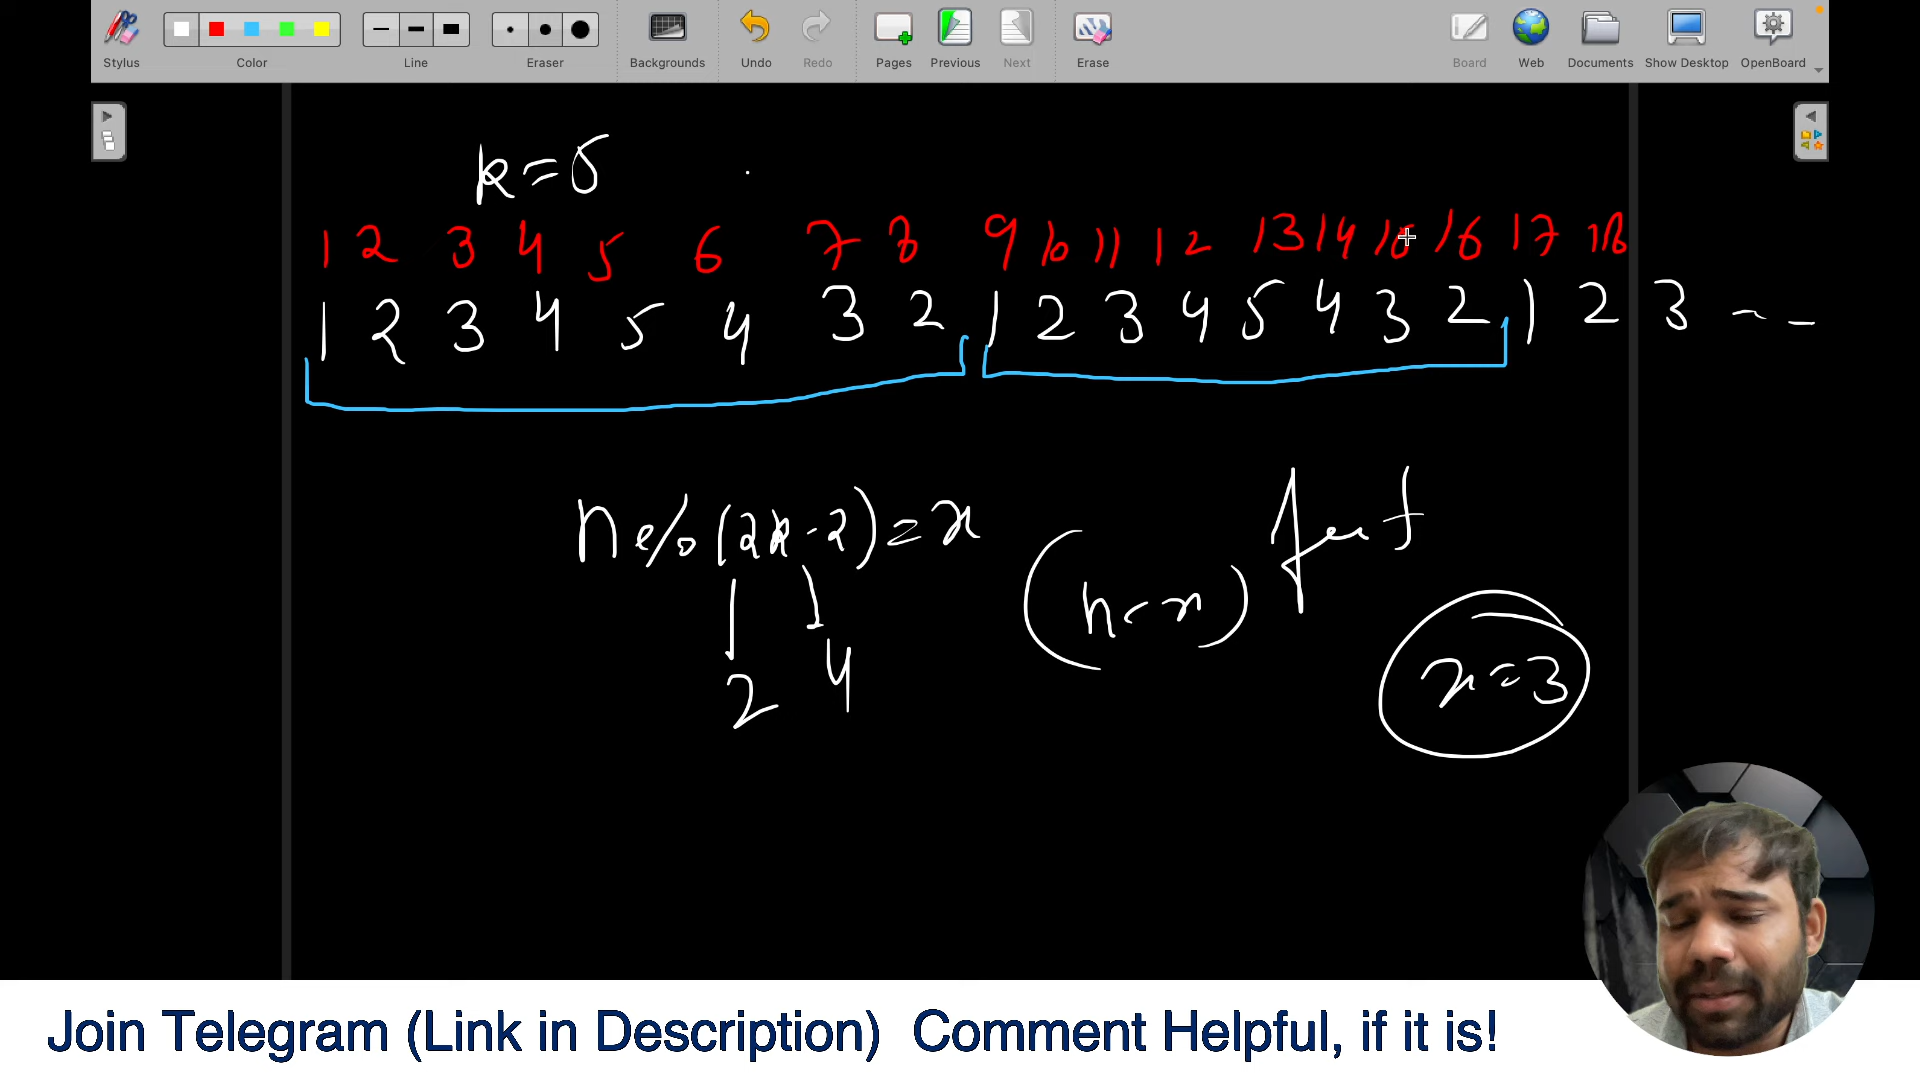 Stylus Color Line Eraser Backgrounds Undo Redo Pages Previous Next Erase Board Web Documents Show Desktop OpenBoard
k=5
1 2 3 4 5 6 7 8 9 10 11 12 13 14 15 16 17 18
1 2 3 4 5 4 3 2 1 2 3 4 5 4 3 2 1 2 3 - -
n % (2k-2) = x
(n-x)
2 4
x=3
Join Telegram (Link in Description) Comment Helpful, if it is!